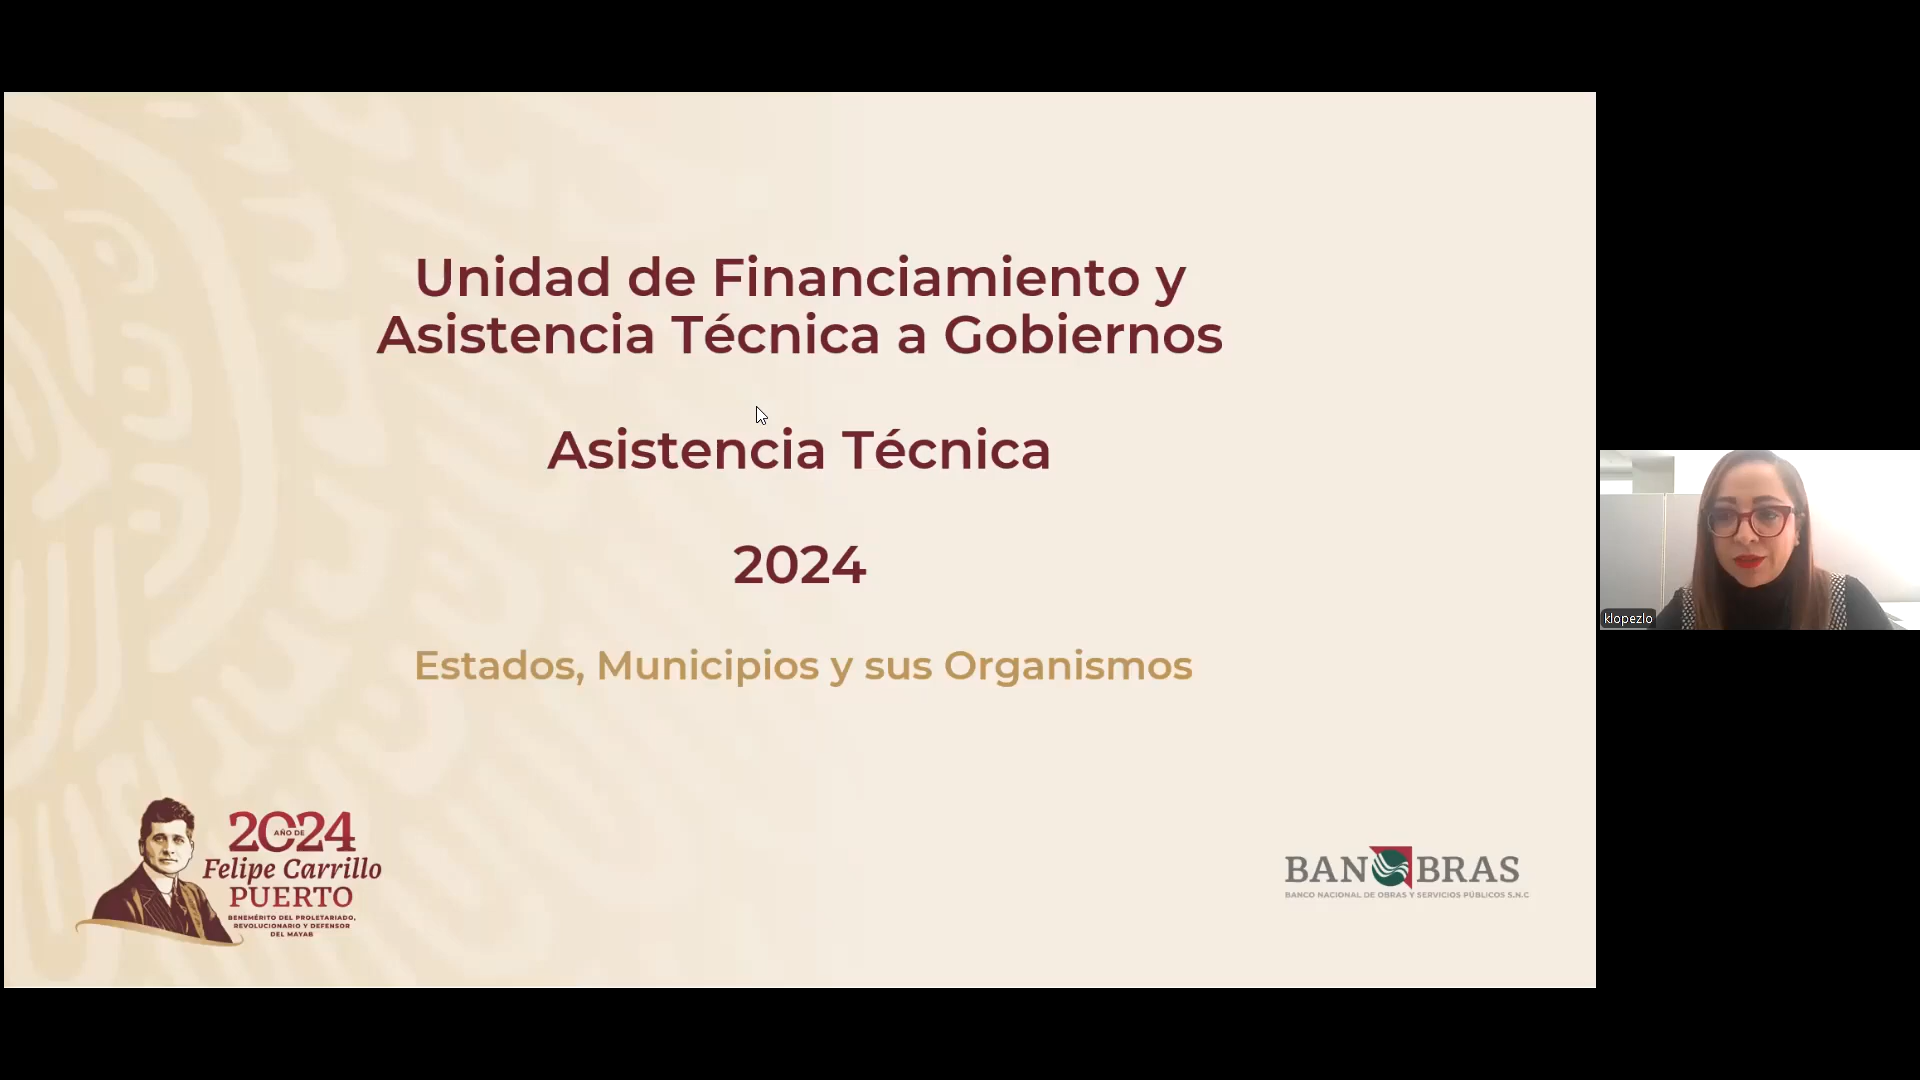 Unidad de Financiamiento y
Asistencia Técnica a Gobiernos
Asistencia Técnica
2024
Estados, Municipios y sus Organismos
klopezlo
2024
AÑO DE
Felipe Carrillo
PUERTO
BENEMÉRITO DEL PROLETARIADO,
REVOLUCIONARIO Y DEFENSOR
DEL MAYAB
BANOBRAS
BANCO NACIONAL DE OBRAS Y SERVICIOS PÚBLICOS S.N.C